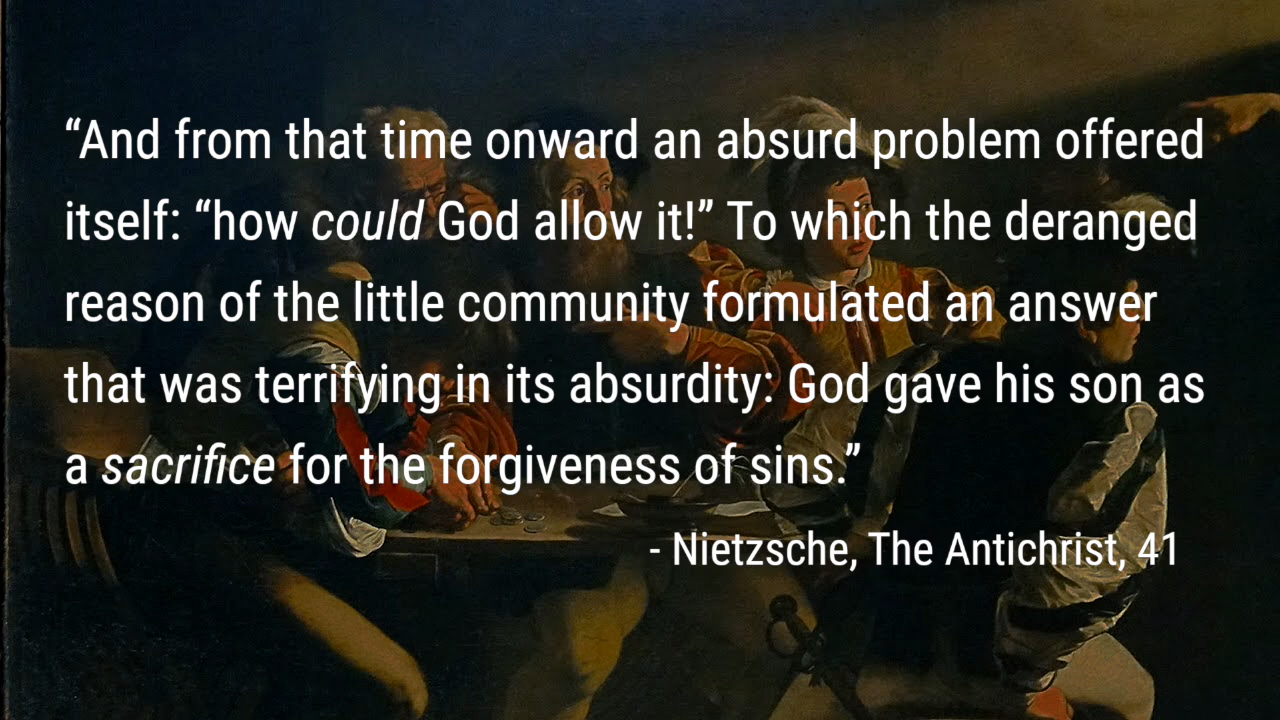 “And from that time onward an absurd problem offered
itself: “how could God allow it!” To which the deranged
reason of the little community formulated an answer
that was terrifying in its absurdity: God gave his son as
a sacrifice for the forgiveness of sins.”
- Nietzsche, The Antichrist, 41